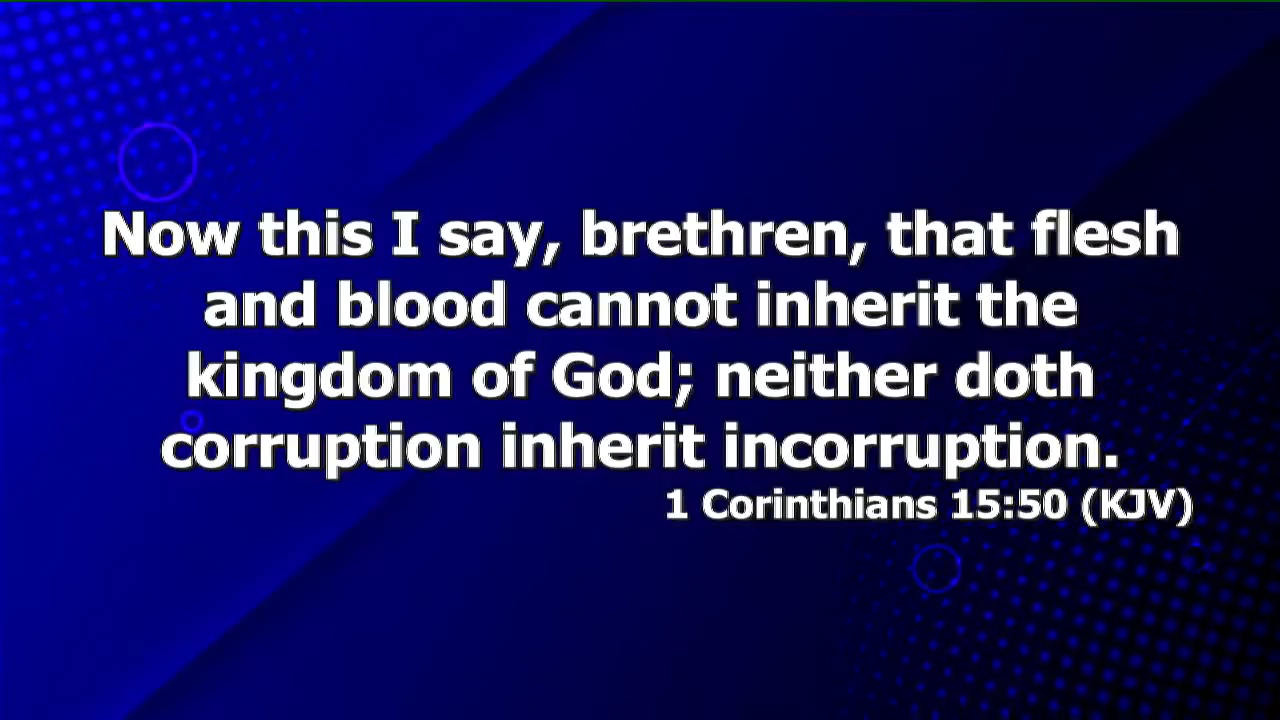 Now this I say, brethren, that flesh
and blood cannot inherit the
kingdom of God; neither doth
corruption inherit incorruption.
1 Corinthians 15:50 (KJV)